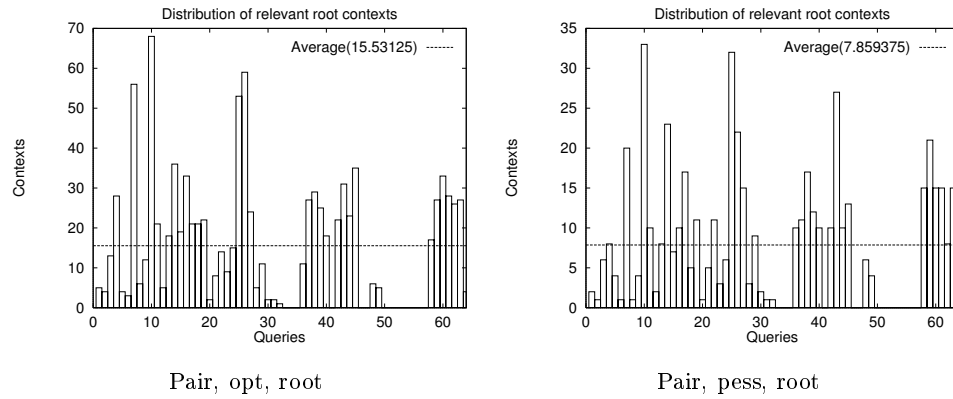 Distribution of relevant root contexts
70
60
50
40
30
20
10
0
Contexts
Average(15.53125)
0 10 20 30 40 50 60
Queries
Pair, opt, root
Distribution of relevant root contexts
35
30
25
20
15
10
5
0
Contexts
Average(7.859375)
0 10 20 30 40 50 60
Queries
Pair, pess, root